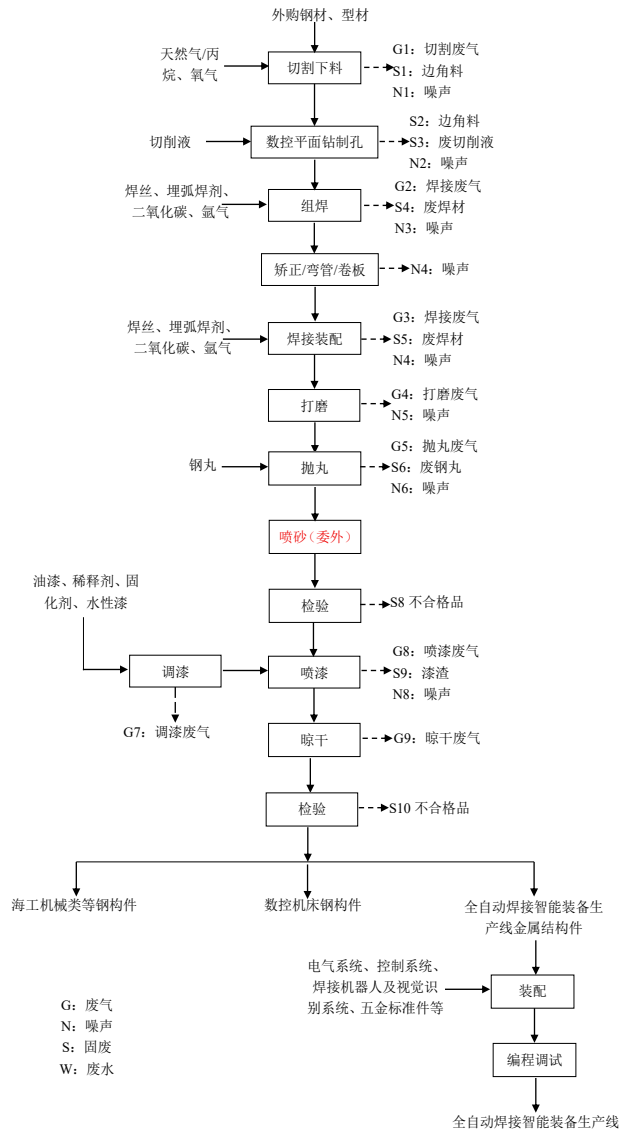 外购钢材、型材
天然气/丙
烷、氧气
切割下料
G1：切割废气
S1：边角料
N1：噪声
切削液
数控平面钻制孔
S2：边角料
S3：废切削液
N2：噪声
焊丝、埋弧焊剂、
二氧化碳、氩气
组焊
G2：焊接废气
S4：废焊材
N3：噪声
矫正/弯管/卷板
N4：噪声
焊丝、埋弧焊剂、
二氧化碳、氩气
焊接装配
G3：焊接废气
S5：废焊材
N4：噪声
打磨
G4：打磨废气
N5：噪声
钢丸
抛丸
G5：抛丸废气
S6：废钢丸
N6：噪声
喷砂（委外）
油漆、稀释剂、固
化剂、水性漆
检验
S8 不合格品
调漆
喷漆
G8：喷漆废气
S9：漆渣
N8：噪声
G7：调漆废气
晾干
G9：晾干废气
检验
S10 不合格品
海工机械类等钢构件
数控机床钢构件
全自动焊接智能装备生
产线金属结构件
电气系统、控制系统、
焊接机器人及视觉识
别系统、五金标准件等
装配
G：废气
N：噪声
S：固废
W：废水
编程调试
全自动焊接智能装备生产线